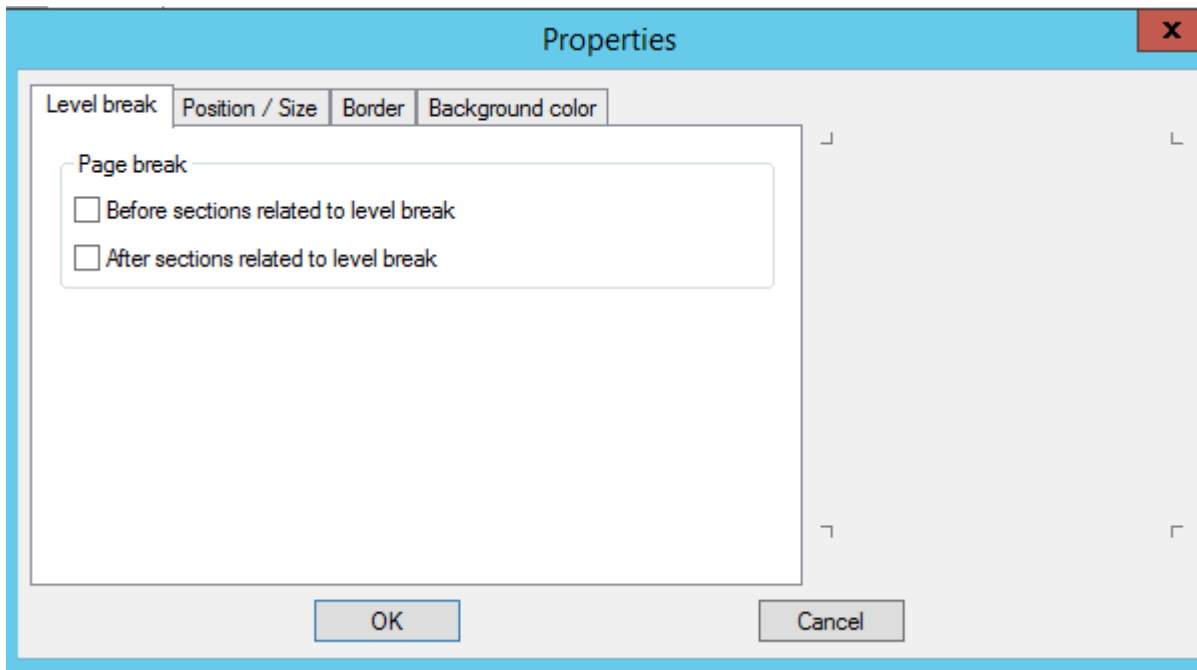 Properties
x
Level break Position / Size Border Background color
Page break
Before sections related to level break
After sections related to level break
OK Cancel